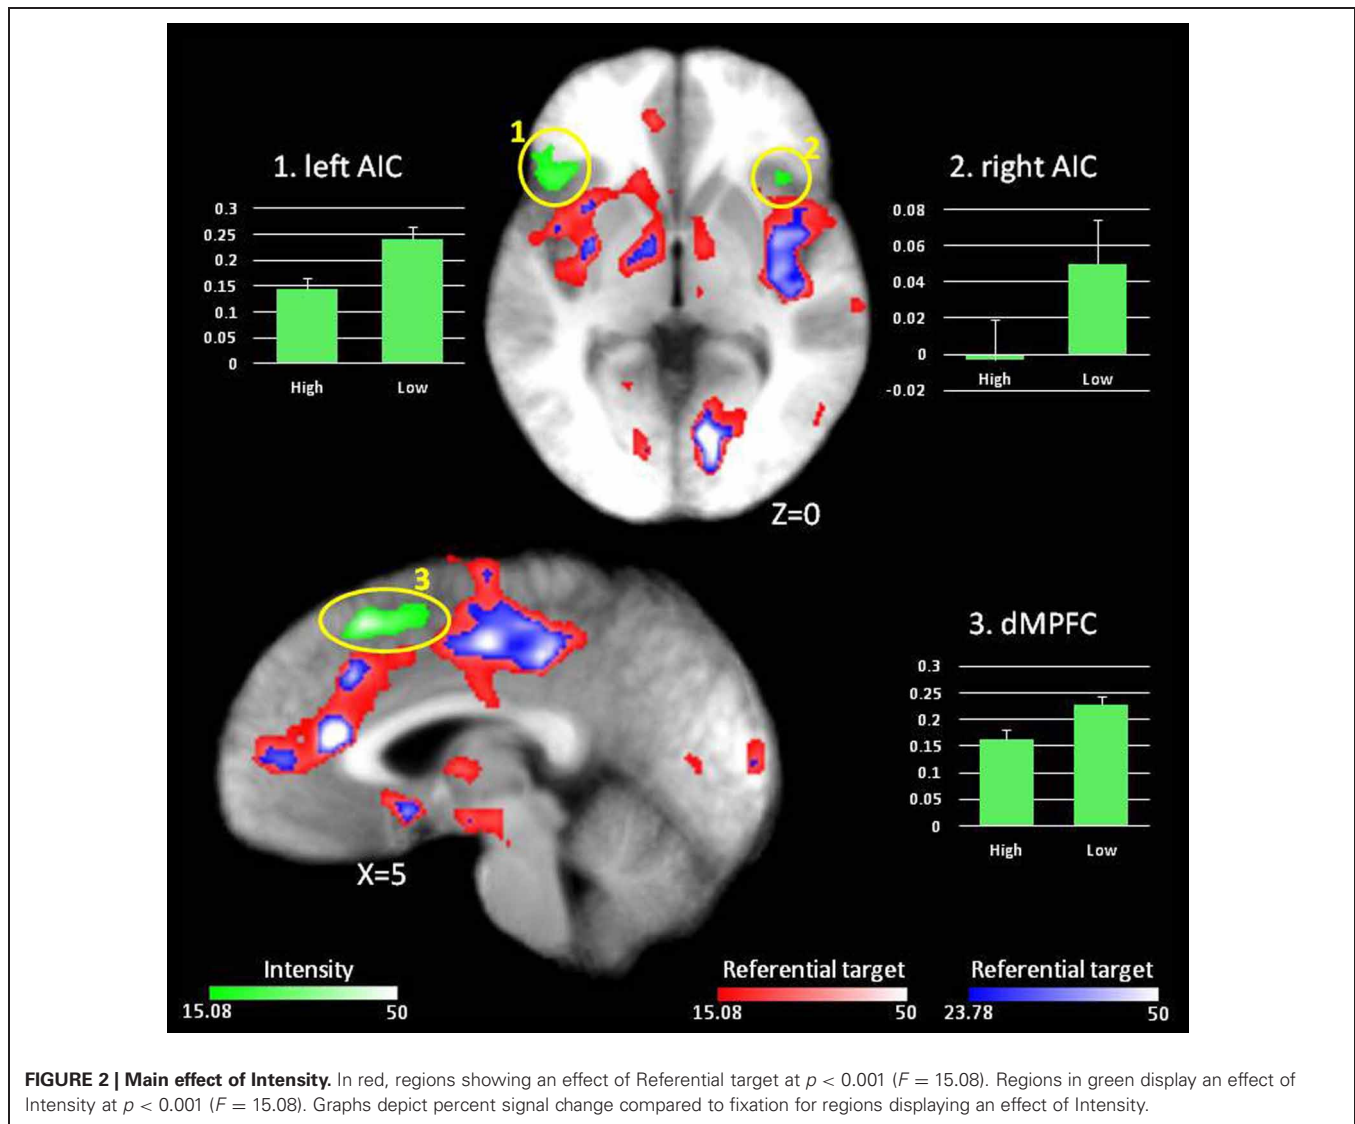 1
2
1. left AIC
0.3
0.25
0.2
0.15
0.1
0.05
0
High Low
2. right AIC
0.08
0.06
0.04
0.02
0
-0.02
High Low
Z=0
3
X=5
3. dMPFC
0.3
0.25
0.2
0.15
0.1
0.05
0
High Low
Intensity
15.08 50
Referential target
15.08 50
Referential target
23.78 50
FIGURE 2 | Main effect of Intensity. In red, regions showing an effect of Referential target at p < 0.001 (F = 15.08). Regions in green display an effect of
Intensity at p < 0.001 (F = 15.08). Graphs depict percent signal change compared to fixation for regions displaying an effect of Intensity.